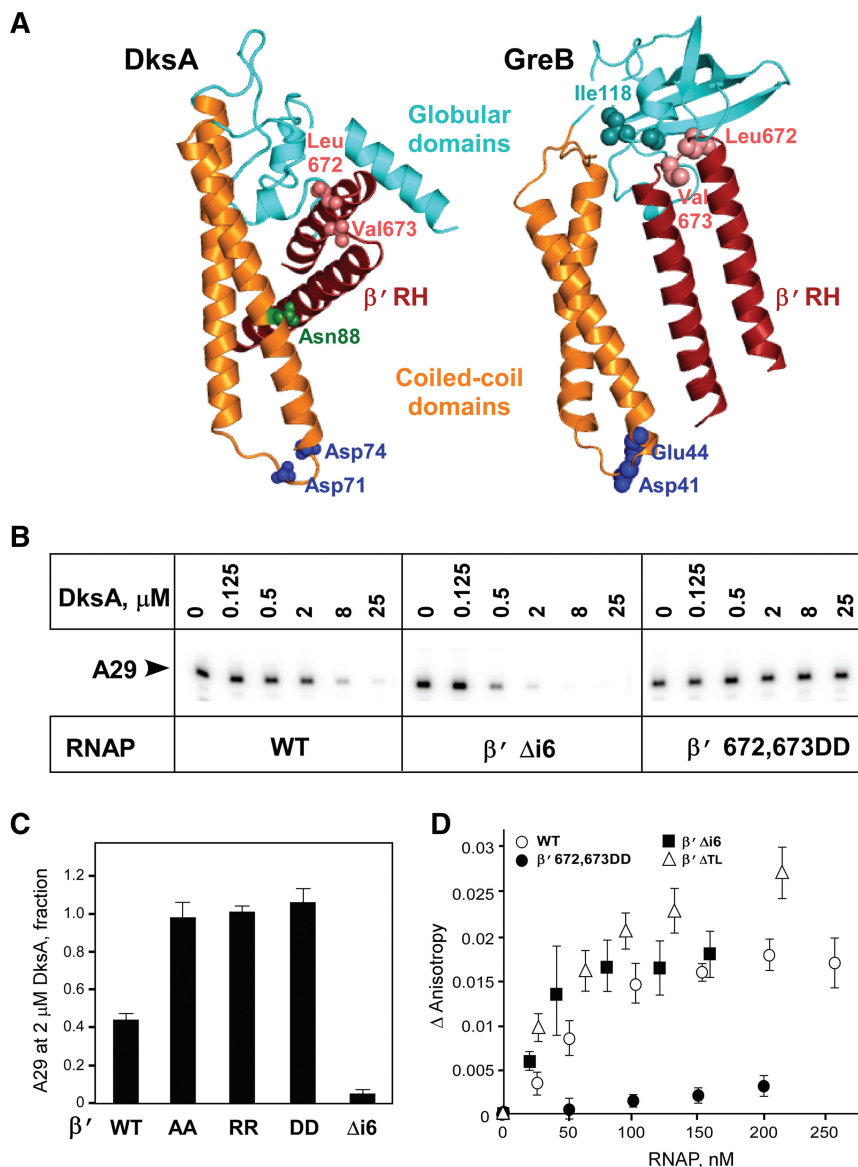 A
DksA
GreB
Ile118
Globular
domains
Leu
672
Leu672
Val673
Val
673
β′ RH
β′ RH
Asn88
Coiled-coil
domains
Asp74
Asp71
Glu44
Asp41
B
DksA, μM
0 0.125 0.5 2 8 25 0 0.125 0.5 2 8 25 0 0.125 0.5 2 8 25
A29
RNAP WT β′ Δi6 β′ 672,673DD
C
A29 at 2 μM DksA, fraction
1.2
1.0
0.8
0.6
0.4
0.2
0
β′ WT AA RR DD Δi6
D
WT β′ Δi6
β′ 672,673DD β′ ΔTL
Δ Anisotropy
0.03
0.025
0.02
0.015
0.01
0.005
0
0 50 100 150 200 250
RNAP, nM